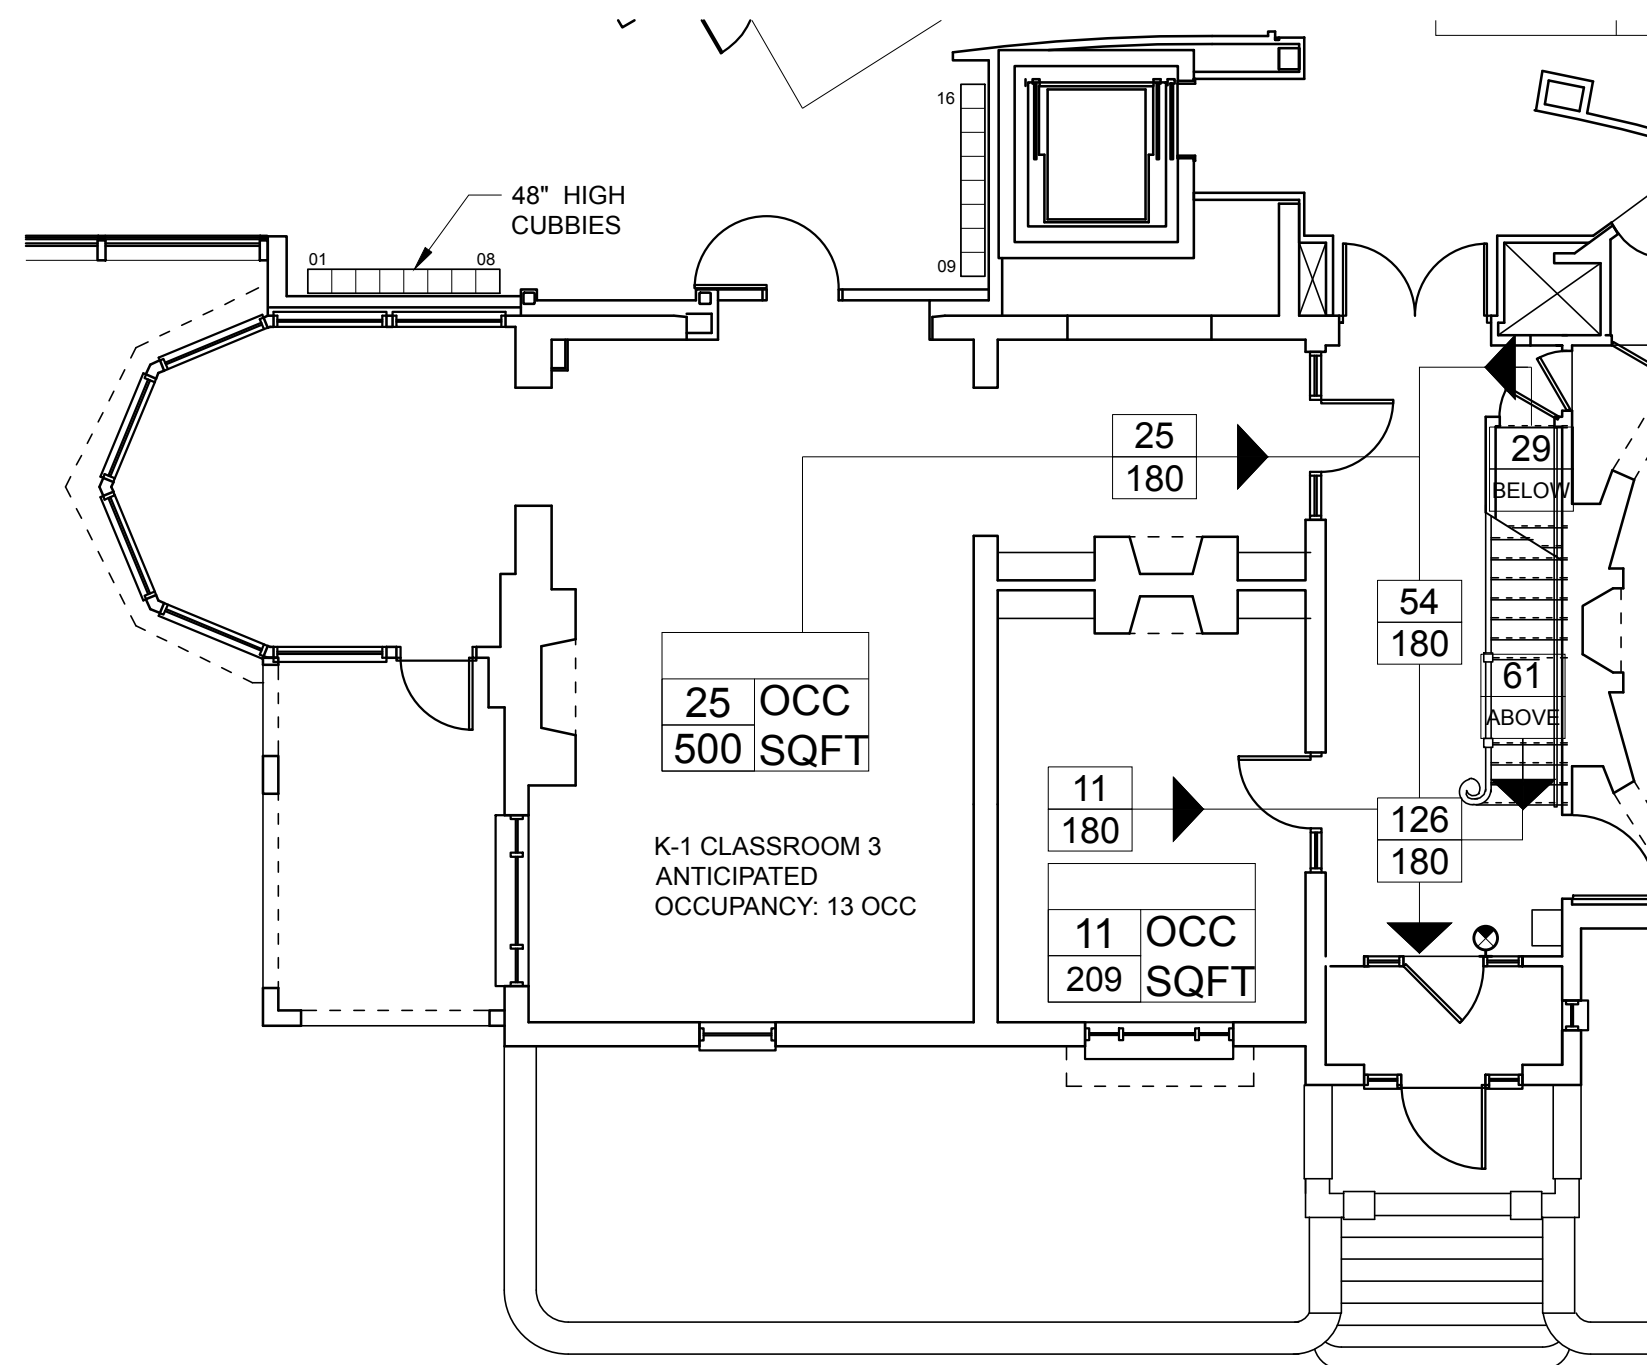 16
48" HIGH
CUBBIES
01
08
09
25
180
29
BELOW
54
180
61
ABOVE
25 OCC
500 SQFT
11
180
126
180
K-1 CLASSROOM 3
ANTICIPATED
OCCUPANCY: 13 OCC
11 OCC
209 SQFT